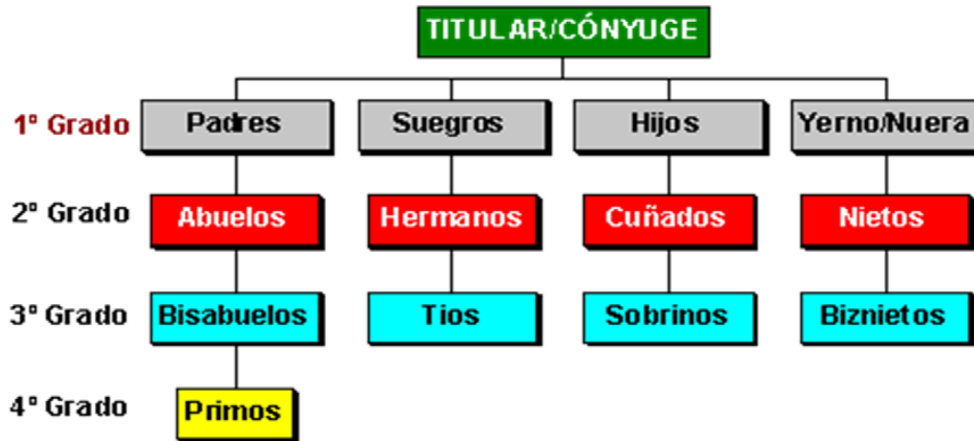 TITULAR/CÓNYUGE
1º Grado Padres Suegros Hijos Yerno/Nuera
2º Grado Abuelos Hermanos Cuñados Nietos
3º Grado Bisabuelos Tios Sobrinos Biznietos
4º Grado Primos